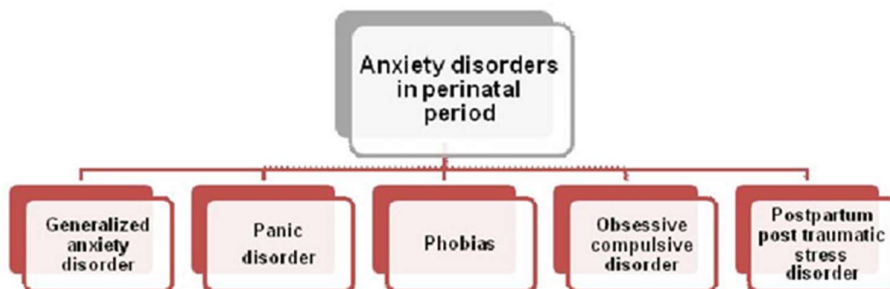 Anxiety disorders
in perinatal
period
Generalized
anxiety
disorder
Panic
disorder
Phobias
Obsessive
compulsive
disorder
Postpartum
post traumatic
stress
disorder